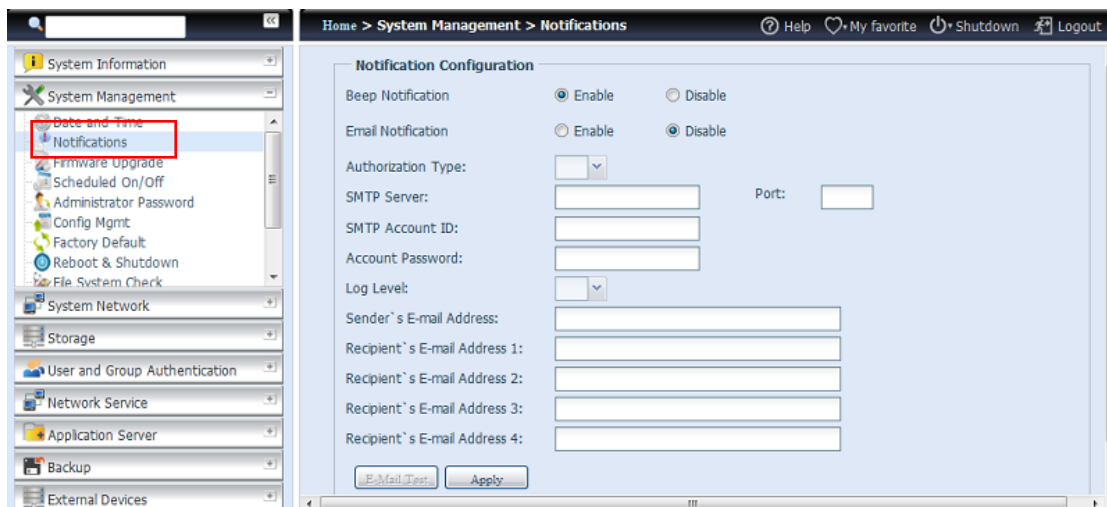 Home > System Management > Notifications
Help My favorite Shutdown Logout
System Information
System Management
Date and Time
Notifications
Firmware Upgrade
Scheduled On/Off
Administrator Password
Config Mgmt
Factory Default
Reboot & Shutdown
File System Check
System Network
Storage
User and Group Authentication
Network Service
Application Server
Backup
External Devices
Notification Configuration
Beep Notification Enable Disable
Email Notification Enable Disable
Authorization Type:
SMTP Server: Port:
SMTP Account ID:
Account Password:
Log Level:
Sender`s E-mail Address:
Recipient`s E-mail Address 1:
Recipient`s E-mail Address 2:
Recipient`s E-mail Address 3:
Recipient`s E-mail Address 4:
E-Mail Test Apply